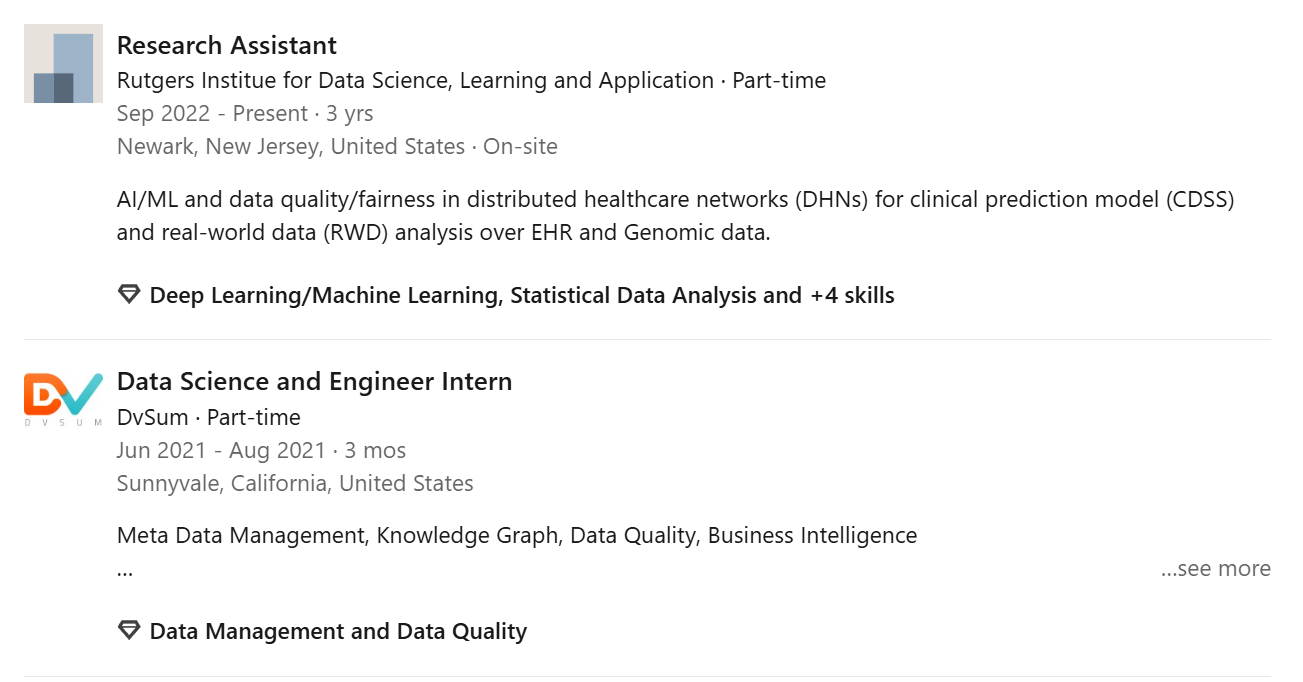 Research Assistant
Rutgers Institue for Data Science, Learning and Application · Part-time
Sep 2022 - Present · 3 yrs
Newark, New Jersey, United States · On-site
AI/ML and data quality/fairness in distributed healthcare networks (DHNs) for clinical prediction model (CDSS)
and real-world data (RWD) analysis over EHR and Genomic data.
Deep Learning/Machine Learning, Statistical Data Analysis and +4 skills
DV
DVSUM
Data Science and Engineer Intern
DvSum · Part-time
Jun 2021 - Aug 2021 · 3 mos
Sunnyvale, California, United States
Meta Data Management, Knowledge Graph, Data Quality, Business Intelligence
... ...see more
Data Management and Data Quality